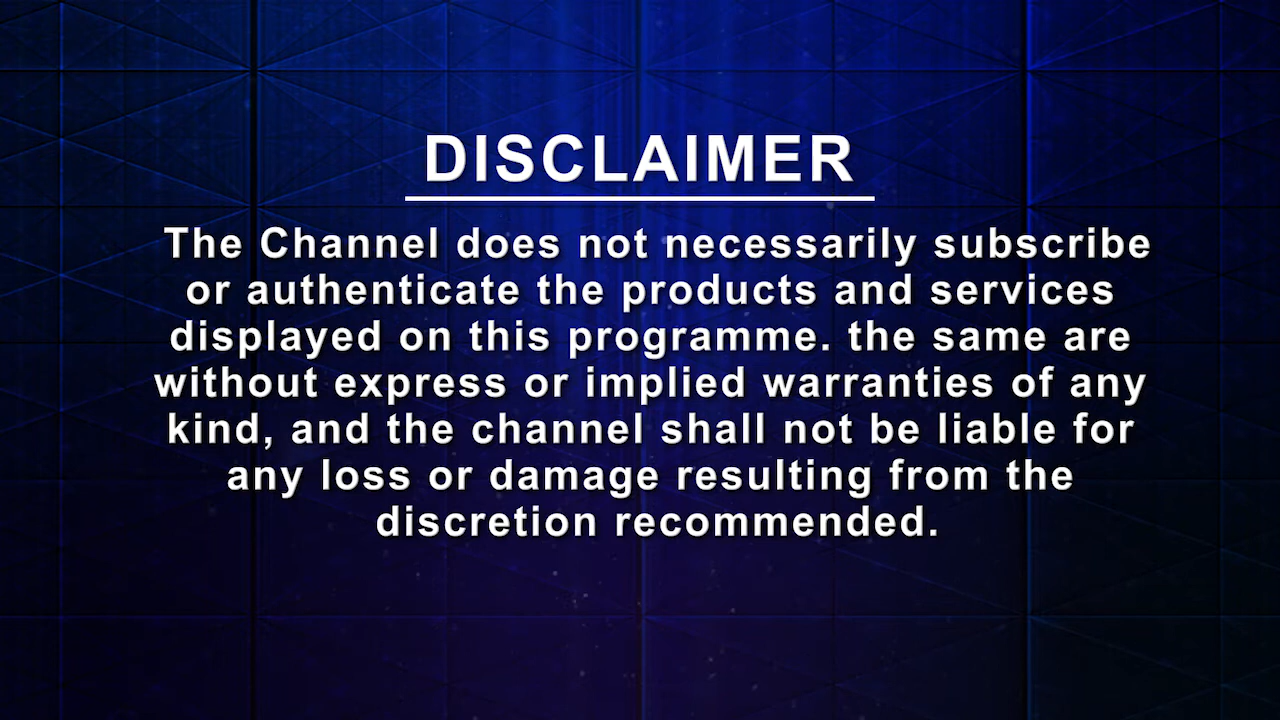 DISCLAIMER
The Channel does not necessarily subscribe
or authenticate the products and services
displayed on this programme. the same are
without express or implied warranties of any
kind, and the channel shall not be liable for
any loss or damage resulting from the
discretion recommended.